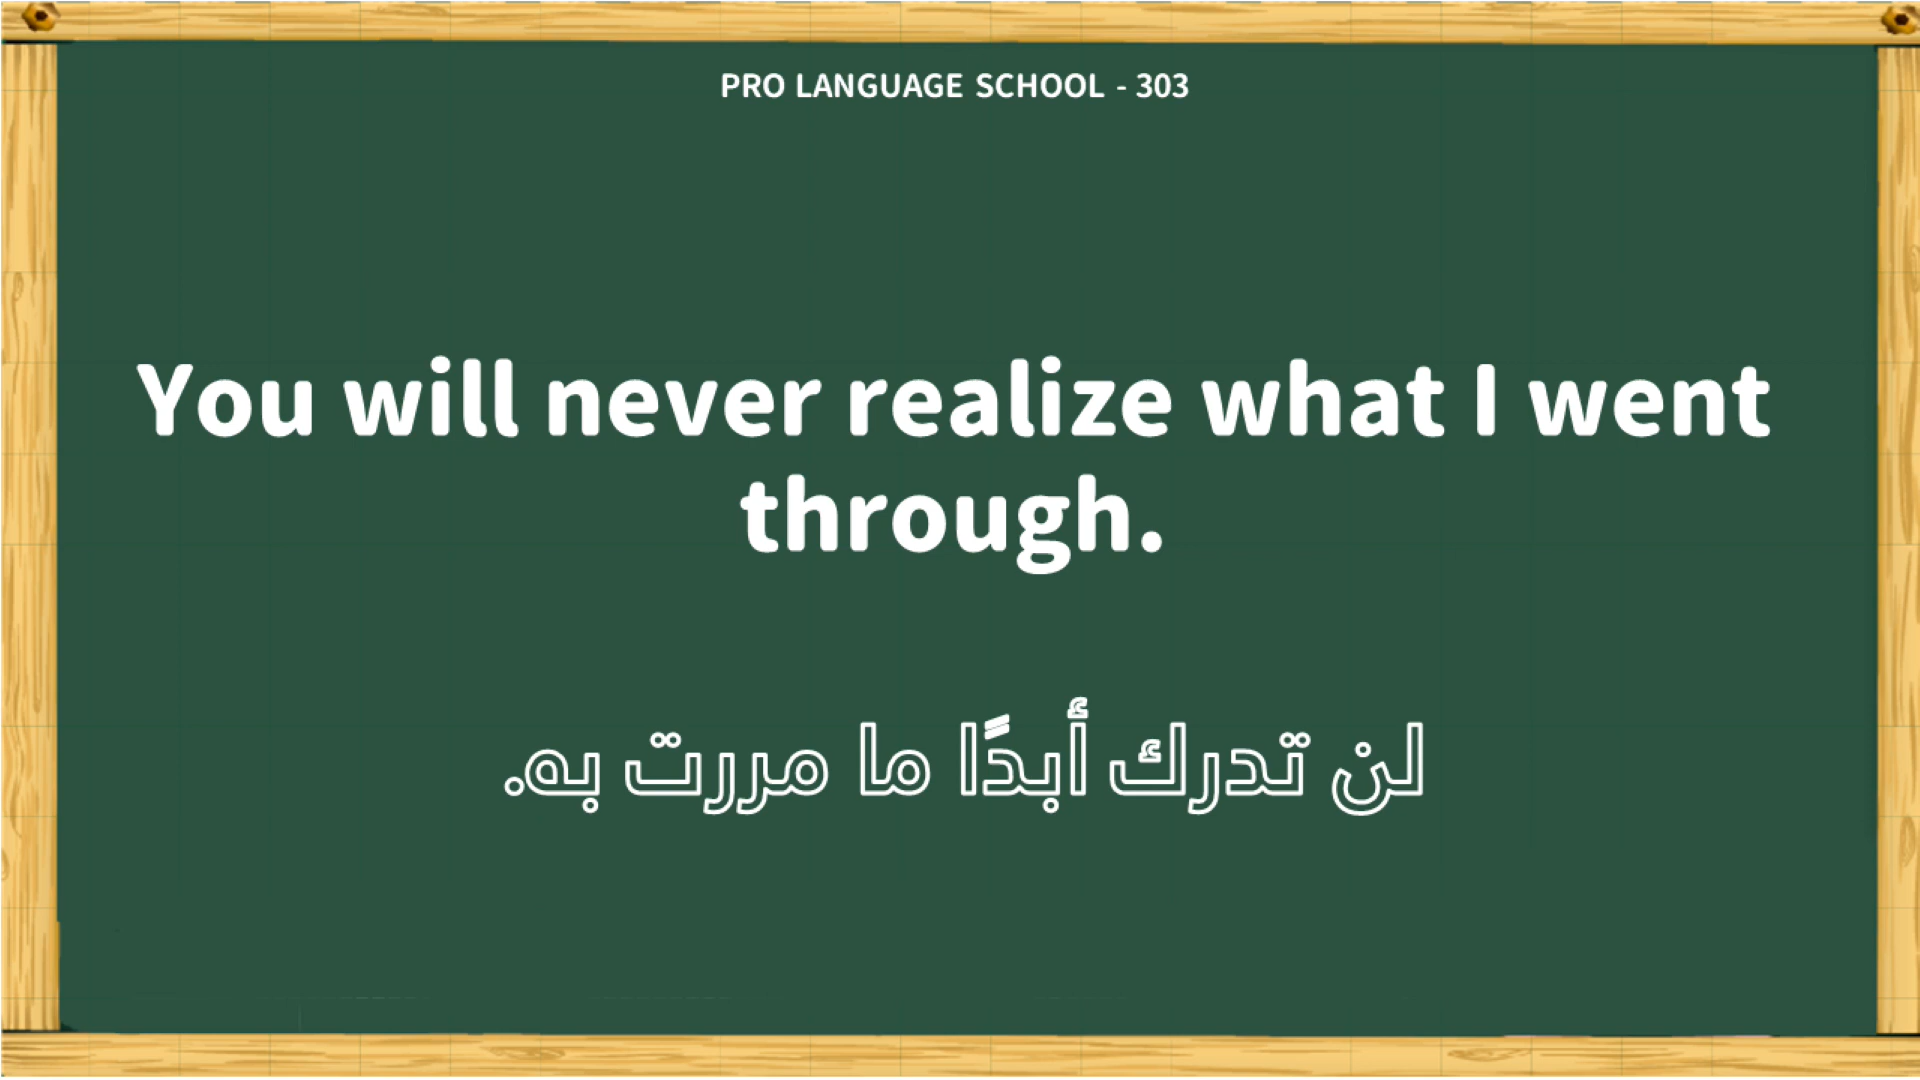 PRO LANGUAGE SCHOOL - 303
You will never realize what I went
through.
لن تدرك أبدًا ما مررت به.